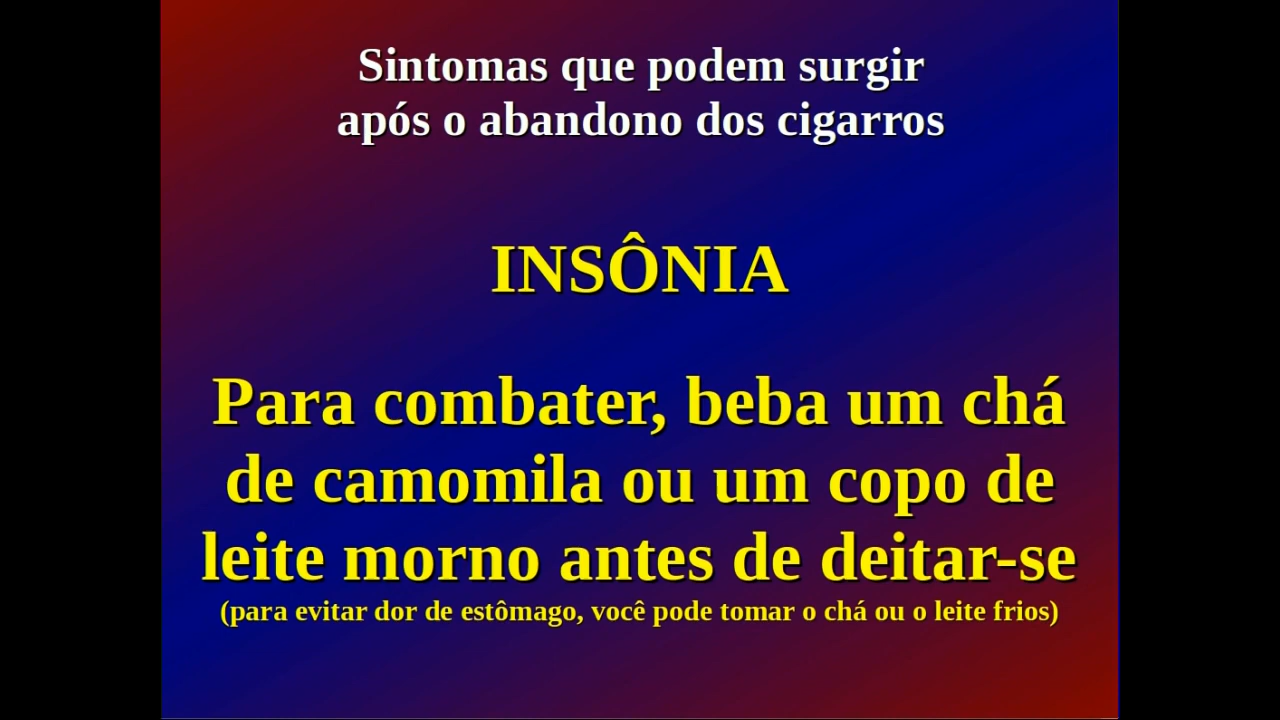 Sintomas que podem surgir
após o abandono dos cigarros
INSÔNIA
Para combater, beba um chá
de camomila ou um copo de
leite morno antes de deitar-se
(para evitar dor de estômago, você pode tomar o chá ou o leite frios)